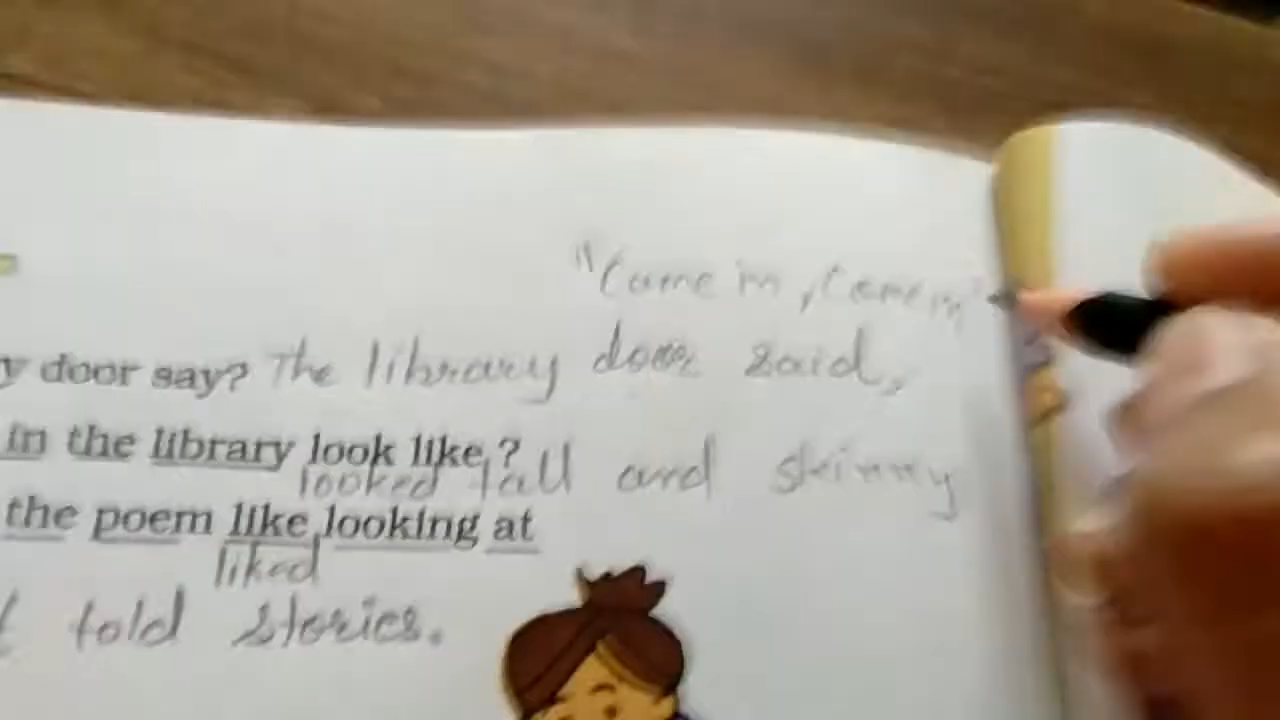 "Come in, Come in"
y door say? The library door said,
in the library look like?
looked tall and skinny
the poem like looking at
liked
t told stories.